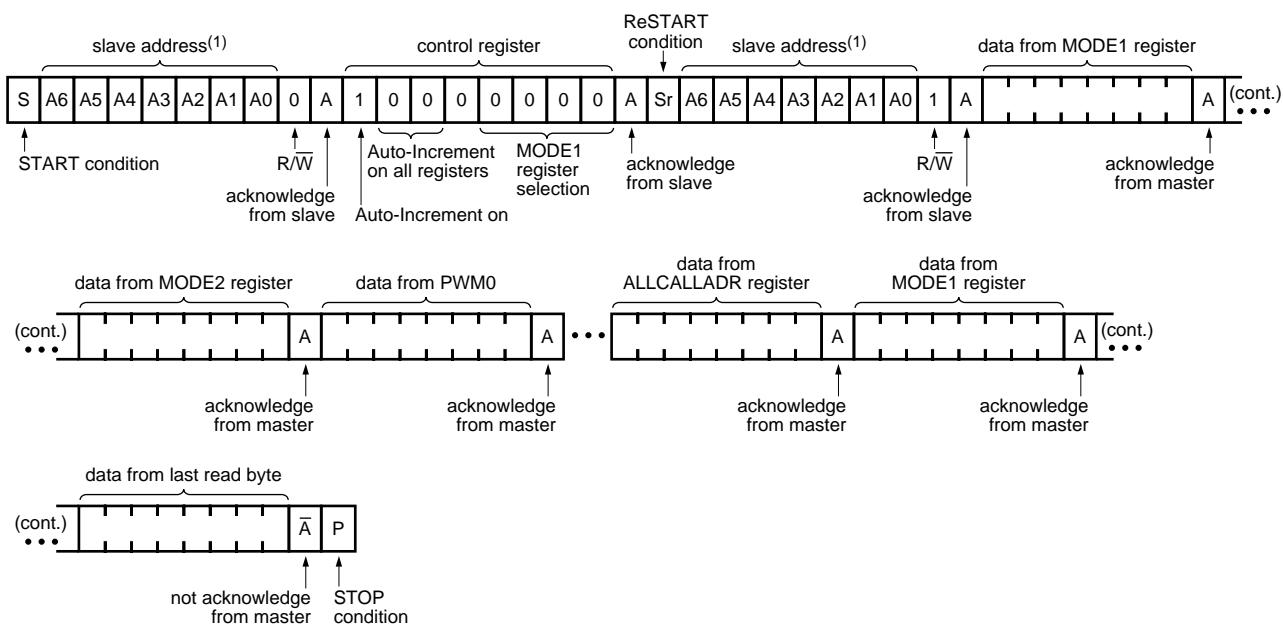 ReSTART
condition
slave address(1)
control register
slave address(1)
data from MODE1 register
S A6 A5 A4 A3 A2 A1 A0 0 A 1 0 0 0 0 0 0 0 A Sr A6 A5 A4 A3 A2 A1 A0 1 A A (cont.)
START condition
R/W̅
acknowledge
from slave
Auto-Increment
on all registers
Auto-Increment on
MODE1
register
selection
acknowledge
from slave
R/W̅
acknowledge
from slave
acknowledge
from master
data from MODE2 register
data from PWM0
data from
ALLCALLADR register
data from
MODE1 register
(cont.) A A A A (cont.)
acknowledge
from master
acknowledge
from master
acknowledge
from master
acknowledge
from master
data from last read byte
(cont.) A̅ P
not acknowledge
from master
STOP
condition